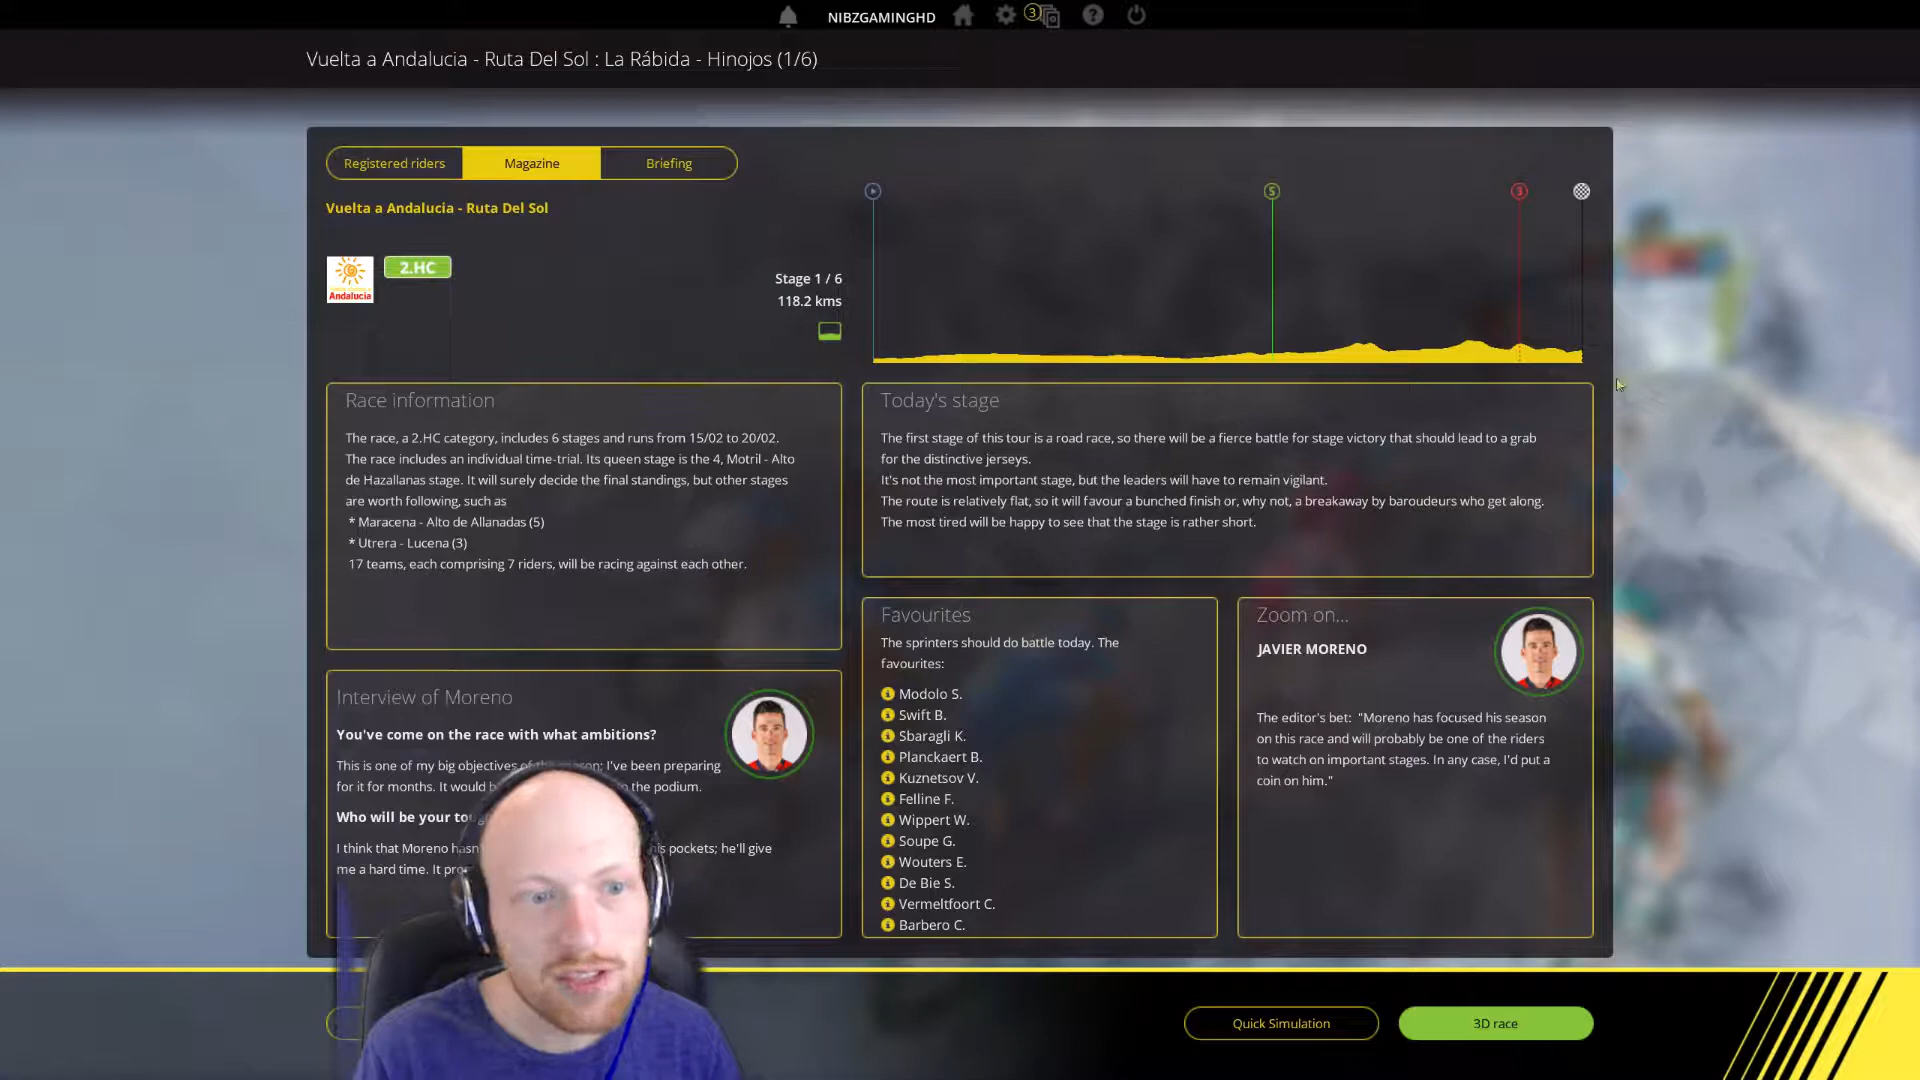 NIBZGAMINGHD
3
Vuelta a Andalucia - Ruta Del Sol : La Rábida - Hinojos (1/6)
Registered riders
Magazine
Briefing
Vuelta a Andalucia - Ruta Del Sol
S
3
Andalucia
2.HC
Stage 1 / 6
118.2 kms
Race information
The race, a 2.HC category, includes 6 stages and runs from 15/02 to 20/02.
The race includes an individual time-trial. Its queen stage is the 4, Motril - Alto
de Hazallanas stage. It will surely decide the final standings, but other stages
are worth following, such as
* Maracena - Alto de Allanadas (5)
* Utrera - Lucena (3)
17 teams, each comprising 7 riders, will be racing against each other.
Today's stage
The first stage of this tour is a road race, so there will be a fierce battle for stage victory that should lead to a grab
for the distinctive jerseys.
It's not the most important stage, but the leaders will have to remain vigilant.
The route is relatively flat, so it will favour a bunched finish or, why not, a breakaway by baroudeurs who get along.
The most tired will be happy to see that the stage is rather short.
Interview of Moreno
You've come on the race with what ambitions?
This is one of my big objectives of the season; I've been preparing
for it for months. It would the podium.
Who will be your
I think that Moreno his pockets; he'll give
me a hard time. It
Favourites
The sprinters should do battle today. The
favourites:
Modolo S.
Swift B.
Sbaragli K.
Planckaert B.
Kuznetsov V.
Felline F.
Wippert W.
Soupe G.
Wouters E.
De Bie S.
Vermeltfoort C.
Barbero C.
Zoom on...
JAVIER MORENO
The editor's bet: "Moreno has focused his season
on this race and will probably be one of the riders
to watch on important stages. In any case, I'd put a
coin on him."
Quick Simulation
3D race